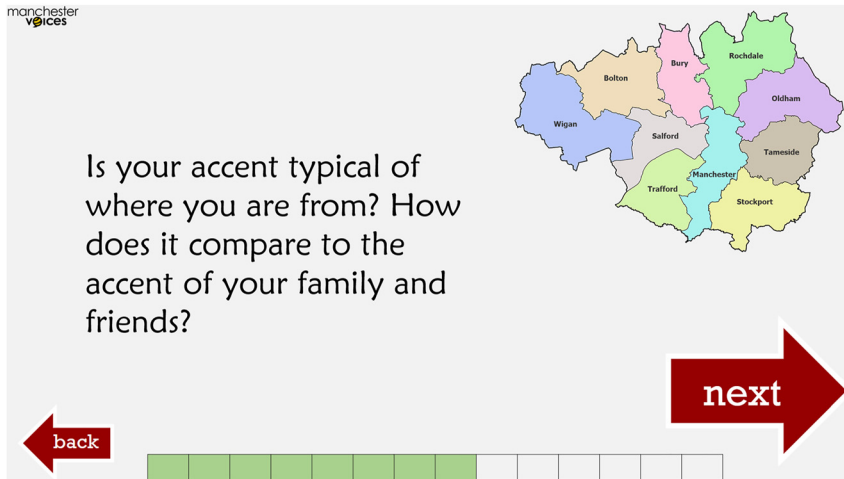 manchester
voices
Bury
Rochdale
Bolton
Oldham
Wigan
Salford
Tameside
Manchester
Trafford
Stockport
Is your accent typical of
where you are from? How
does it compare to the
accent of your family and
friends?
next
back